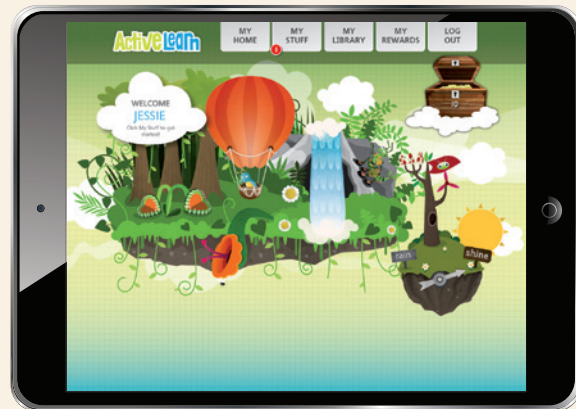 ActiveLearn
MY
HOME
MY
STUFF
MY
LIBRARY
MY
REWARDS
LOG
OUT
!
WELCOME
JESSIE
Click My Stuff to get
started!
rain
shine